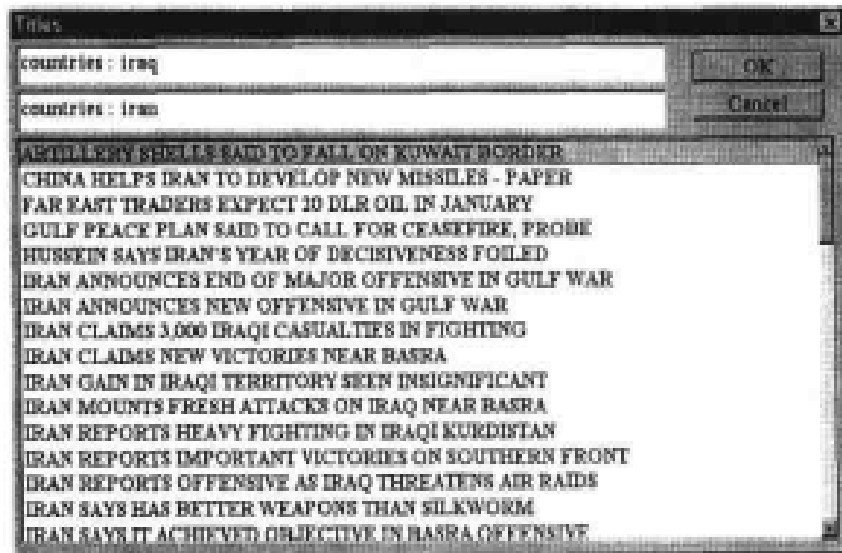 Titles
countries : iraq
OK
countries : iran
Cancel
ARTILLERY SHELLS SAID TO FALL ON KUWAIT BORDER
CHINA HELPS IRAN TO DEVELOP NEW MISSILES - PAPER
FAR EAST TRADERS EXPECT 20 DLR OIL IN JANUARY
GULF PEACE PLAN SAID TO CALL FOR CEASEFIRE, PROBE
HUSSEIN SAYS IRAN'S YEAR OF DECISIVENESS FOILED
IRAN ANNOUNCES END OF MAJOR OFFENSIVE IN GULF WAR
IRAN ANNOUNCES NEW OFFENSIVE IN GULF WAR
IRAN CLAIMS 3,000 IRAQI CASUALTIES IN FIGHTING
IRAN CLAIMS NEW VICTORIES NEAR BASRA
IRAN GAIN IN IRAQI TERRITORY SEEN INSIGNIFICANT
IRAN MOUNTS FRESH ATTACKS ON IRAQ NEAR BASRA
IRAN REPORTS HEAVY FIGHTING IN IRAQI KURDISTAN
IRAN REPORTS IMPORTANT VICTORIES ON SOUTHERN FRONT
IRAN REPORTS OFFENSIVE AS IRAQ THREATENS AIR RAIDS
IRAN SAYS HAS BETTER WEAPONS THAN SILKWORM
IRAN SAYS IT ACHIEVED OBJECTIVE IN BASRA OFFENSIVE